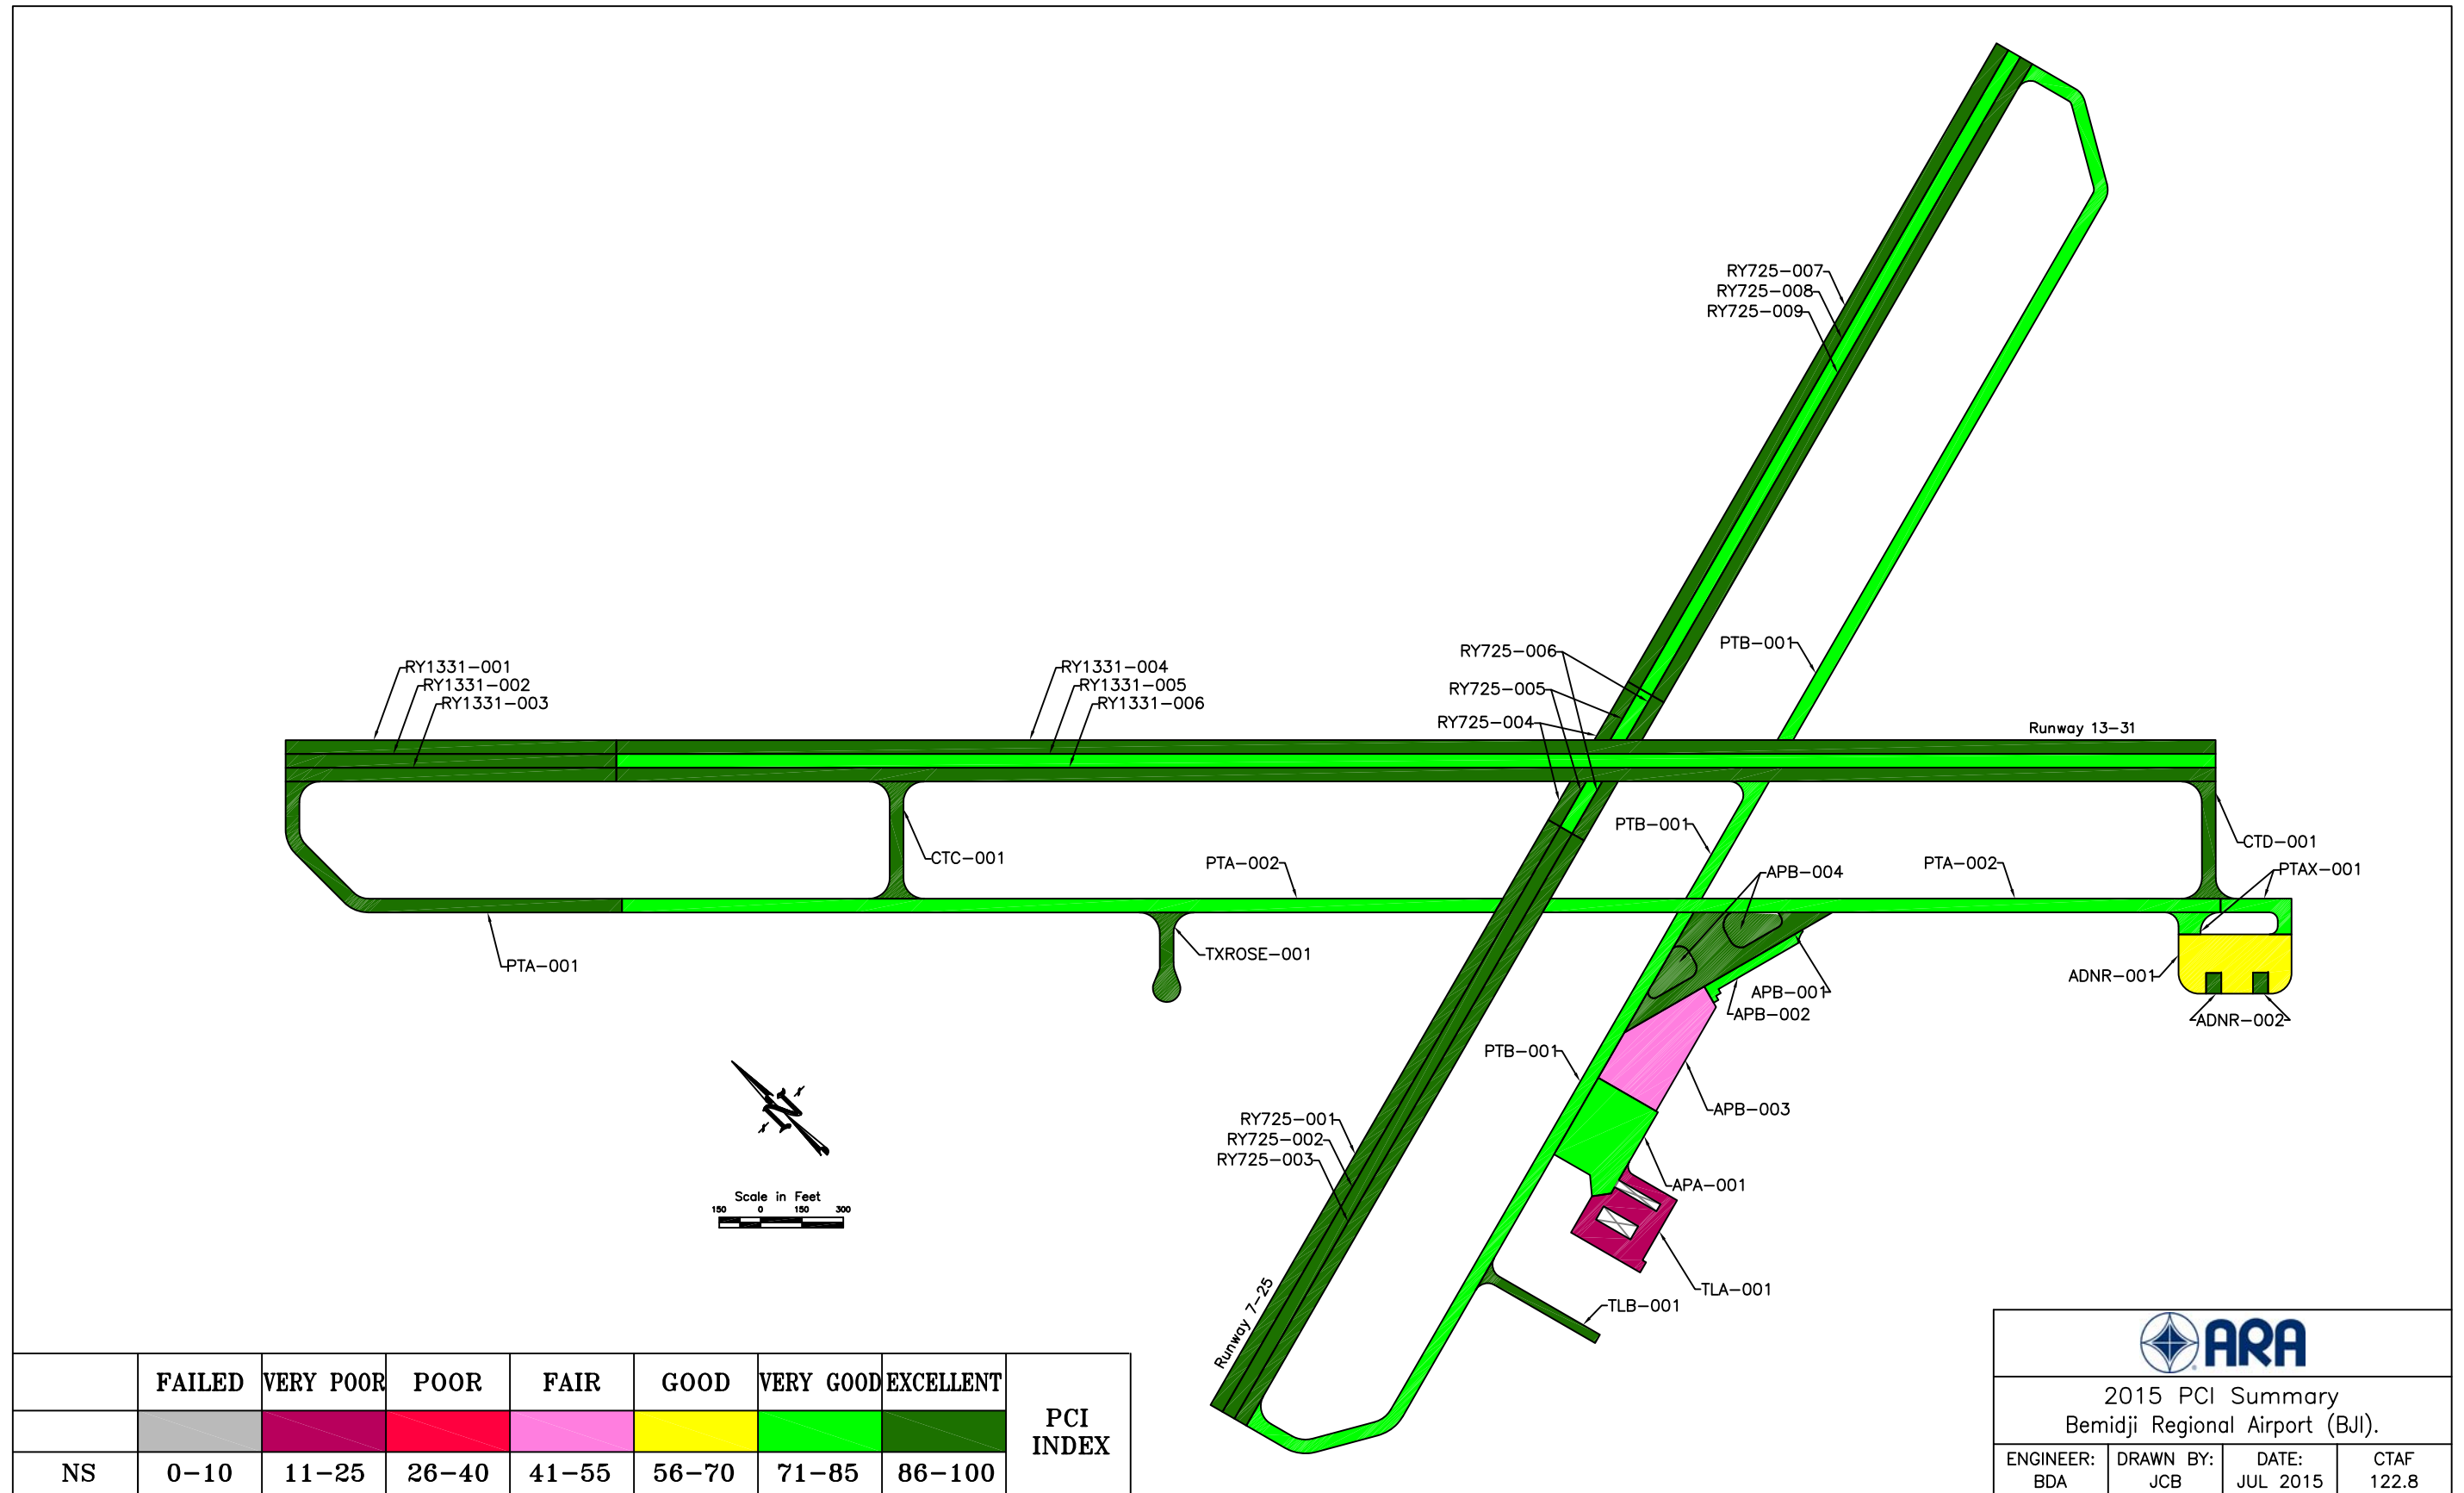 RY725-007
RY725-008
RY725-009
RY725-006
PTB-001
RY725-005
RY725-004
RY1331-001
RY1331-002
RY1331-003
RY1331-004
RY1331-005
RY1331-006
Runway 13-31
PTB-001
CTC-001
PTA-002
APB-004
PTA-002
CTD-001
PTAX-001
PTA-001
TXROSE-001
ADNR-001
APB-001
APB-002
ADNR-002
PTB-001
APB-003
N
RY725-001
RY725-002
RY725-003
APA-001
Scale in Feet
150 0 150 300
TLA-001
TLB-001
Runway 7-25
FAILED VERY POOR POOR FAIR GOOD VERY GOOD EXCELLENT
PCI
INDEX
NS 0-10 11-25 26-40 41-55 56-70 71-85 86-100
ARA
2015 PCI Summary
Bemidji Regional Airport (BJI).
ENGINEER: DRAWN BY: DATE: CTAF
BDA JCB JUL 2015 122.8